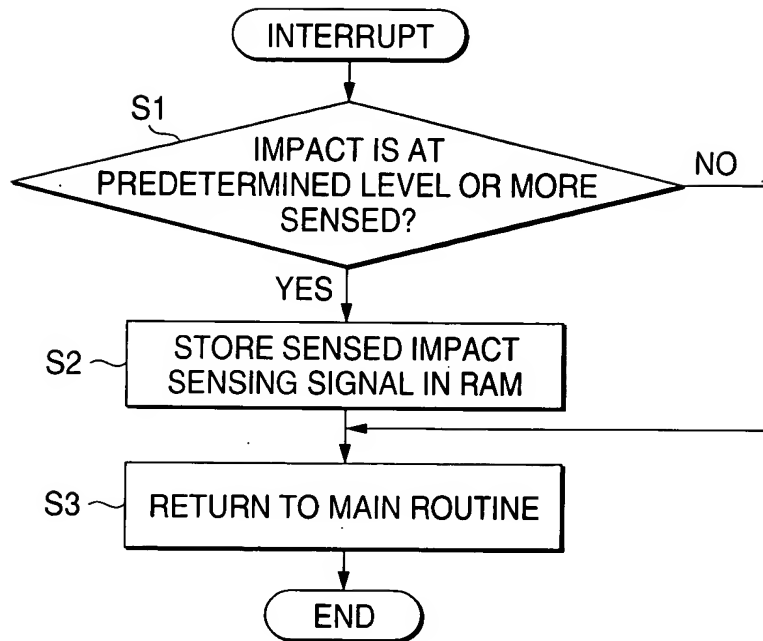 INTERRUPT
S1
IMPACT IS AT
PREDETERMINED LEVEL OR MORE
SENSED?
NO
YES
S2
STORE SENSED IMPACT
SENSING SIGNAL IN RAM
S3
RETURN TO MAIN ROUTINE
END